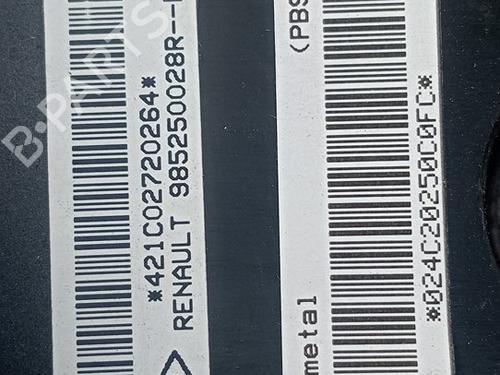 *421C02720264*
RENAULT 985250028R--
(PBS
metal
*024C20250C0FC*
B-PARTS